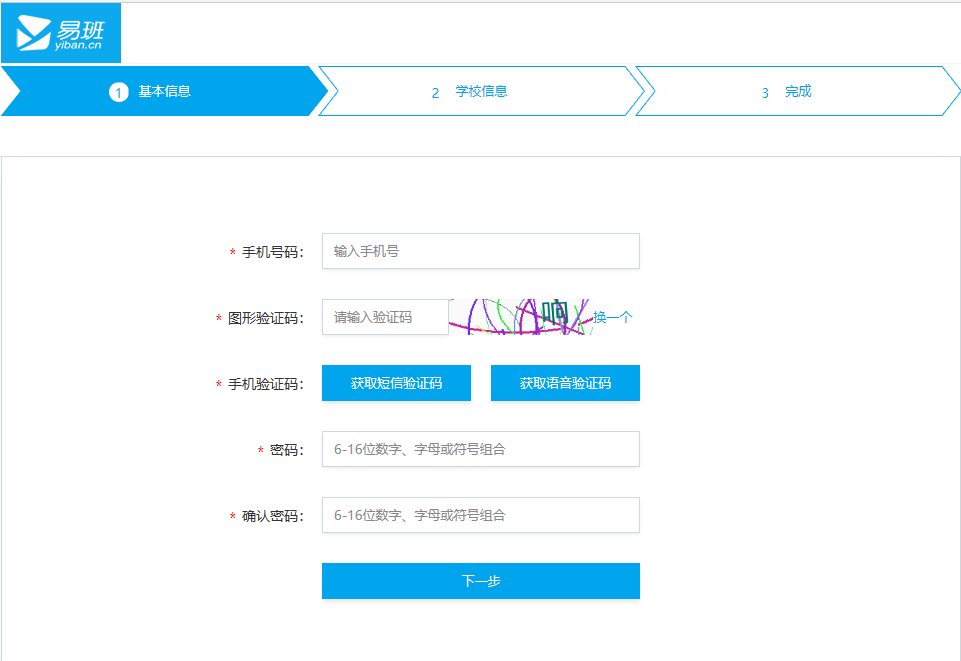 易班
yiban.cn
1 基本信息
2 学校信息
3 完成
* 手机号码： 输入手机号
* 图形验证码： 请输入验证码 换一个
* 手机验证码： 获取短信验证码 获取语音验证码
* 密码： 6-16位数字、字母或符号组合
* 确认密码： 6-16位数字、字母或符号组合
下一步